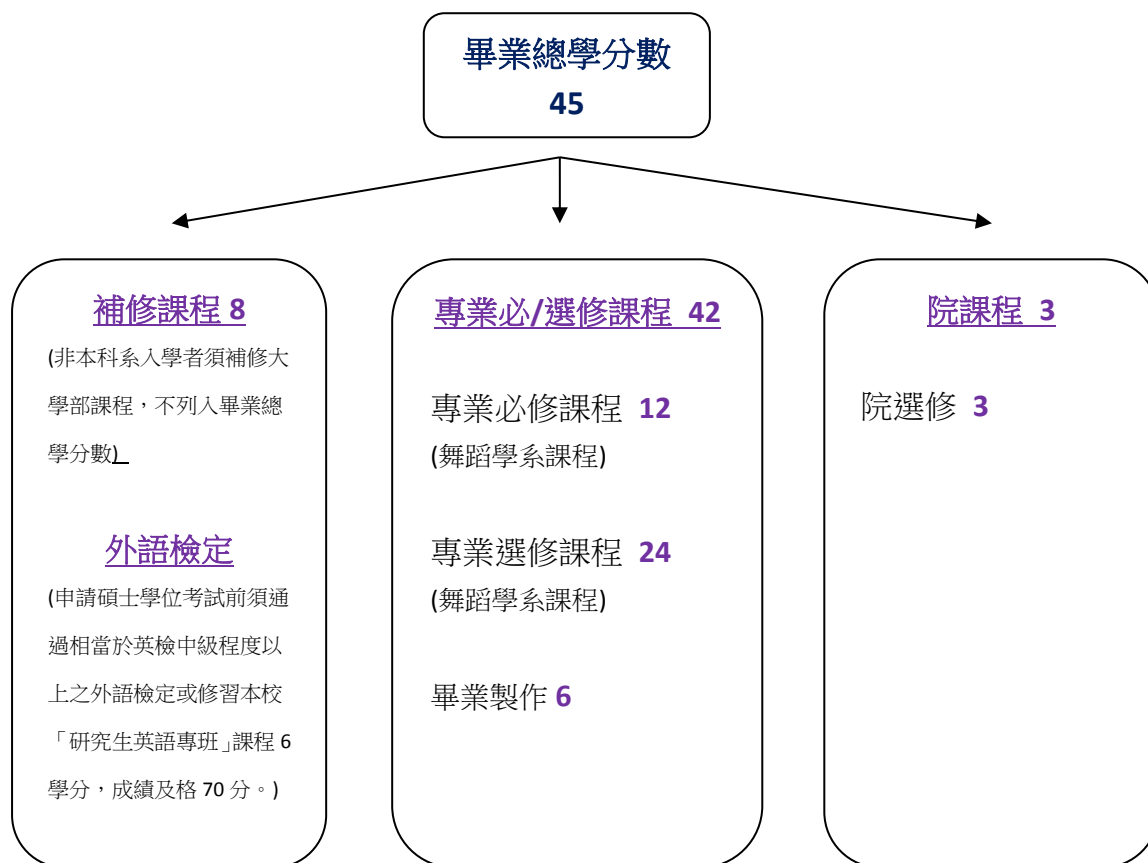 畢業總學分數
45
補修課程 8
(非本科系入學者須補修大
學部課程，不列入畢業總
學分數)
外語檢定
(申請碩士學位考試前須通
過相當於英檢中級程度以
上之外語檢定或修習本校
「研究生英語專班」課程 6
學分，成績及格 70 分。)
專業必/選修課程 42
專業必修課程 12
(舞蹈學系課程)
專業選修課程 24
(舞蹈學系課程)
畢業製作 6
院課程 3
院選修 3